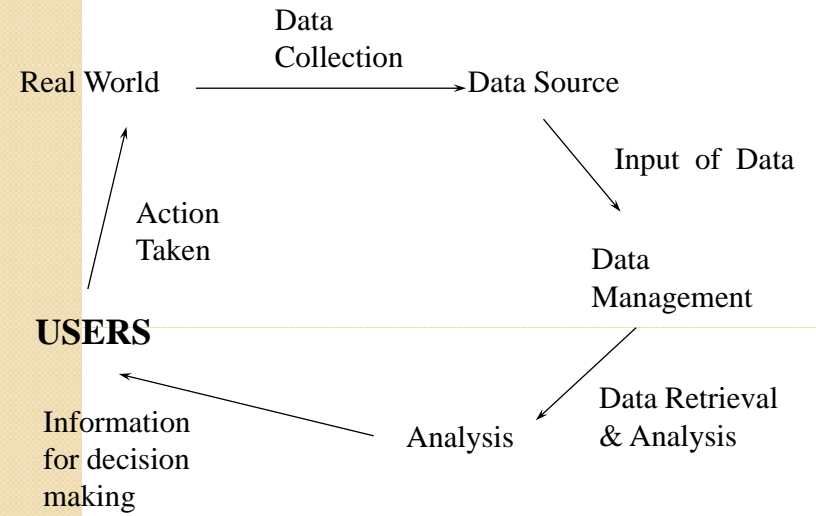 Data
Collection
Real World
Data Source
Input of Data
Action
Taken
Data
Management
USERS
Data Retrieval
& Analysis
Analysis
Information
for decision
making